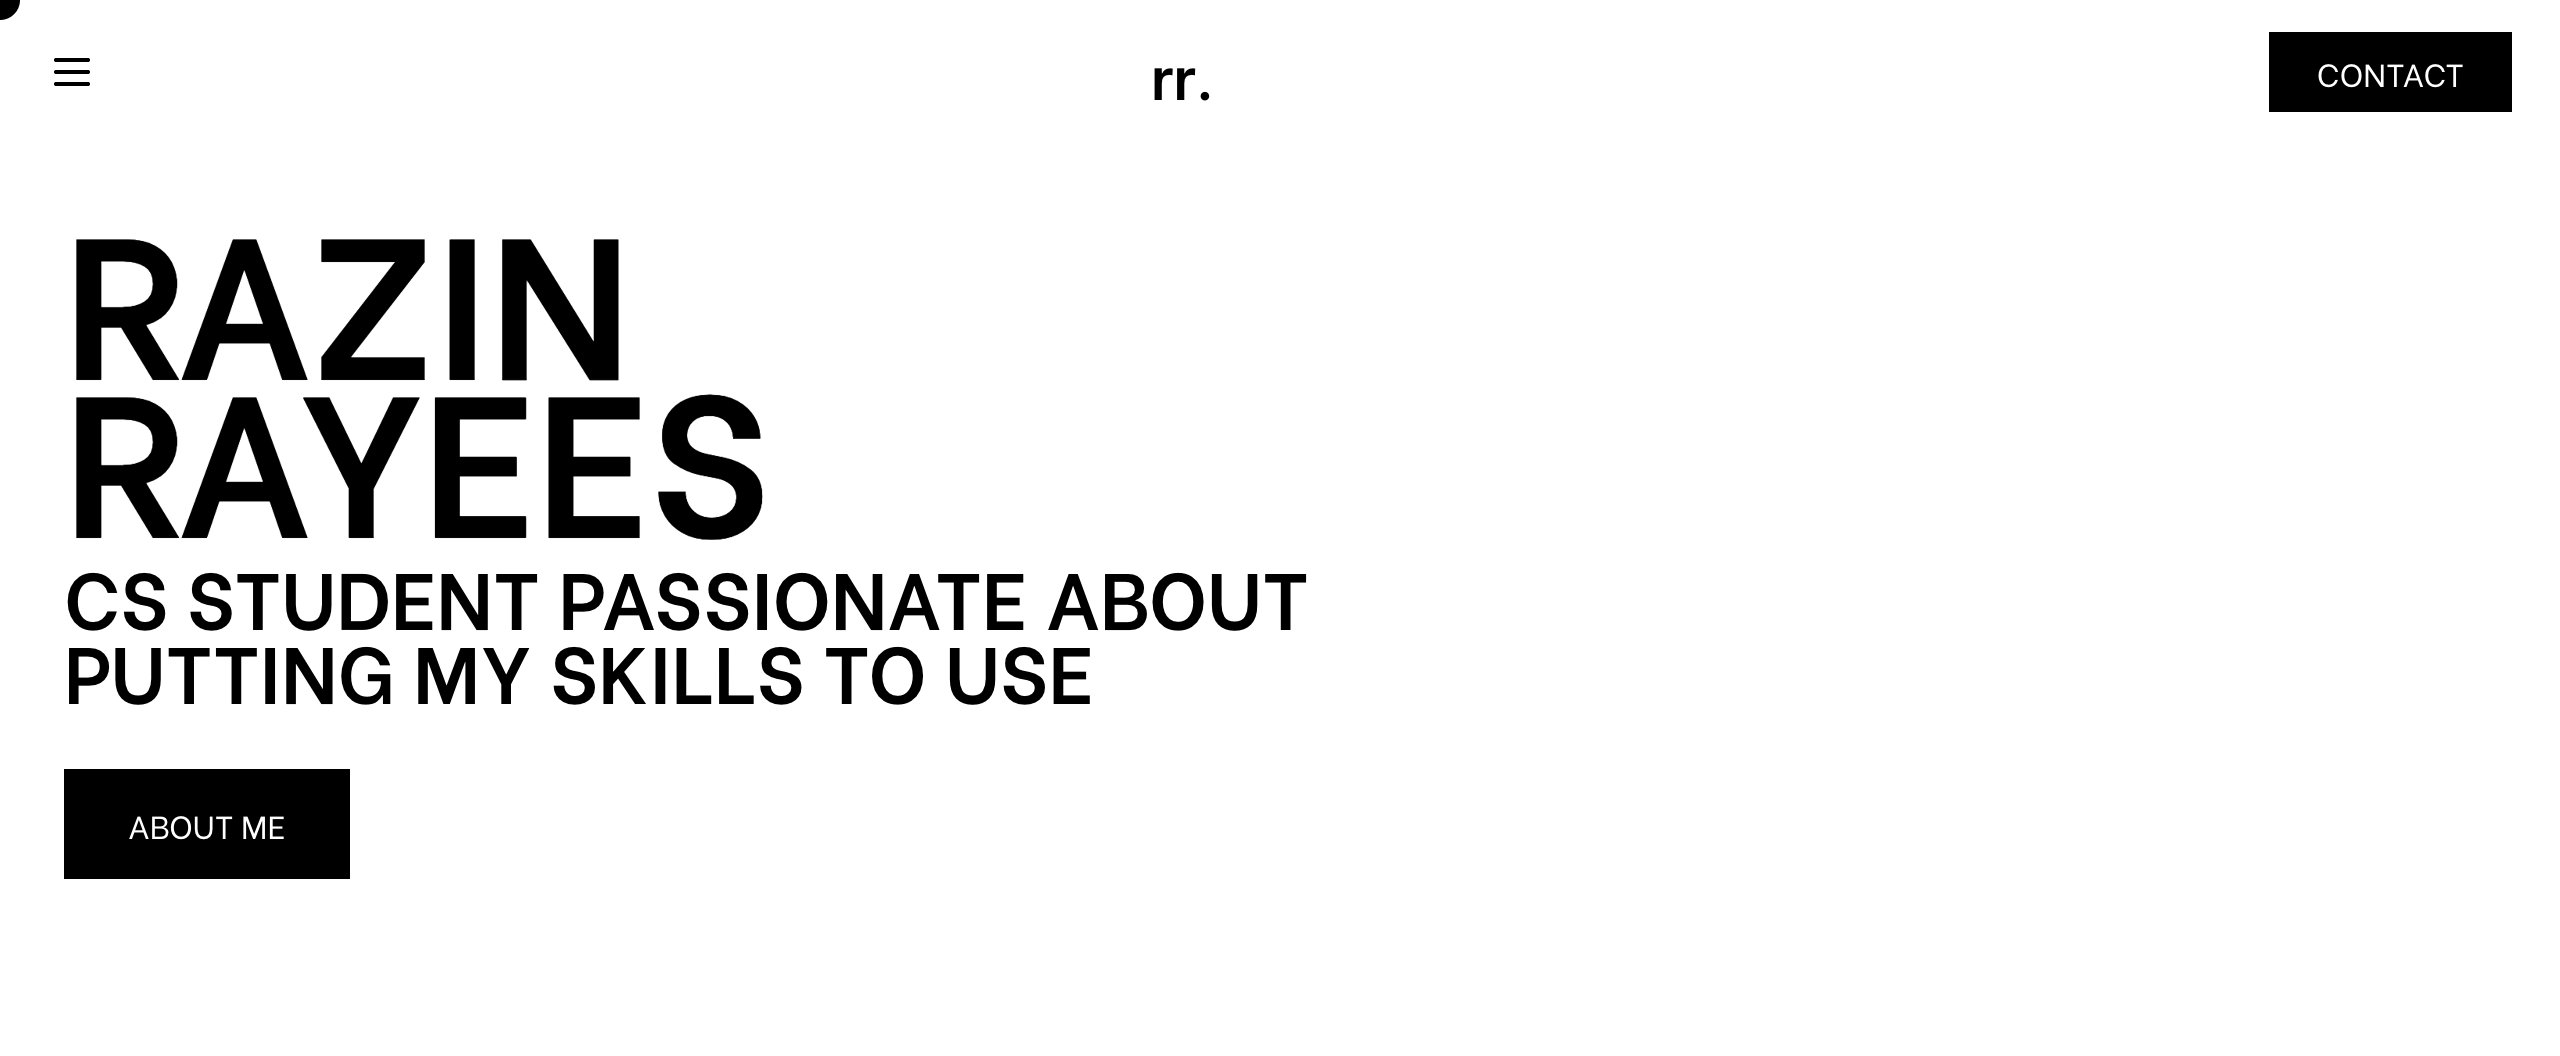 rr.
CONTACT
RAZIN
RAYEES
CS STUDENT PASSIONATE ABOUT
PUTTING MY SKILLS TO USE
ABOUT ME